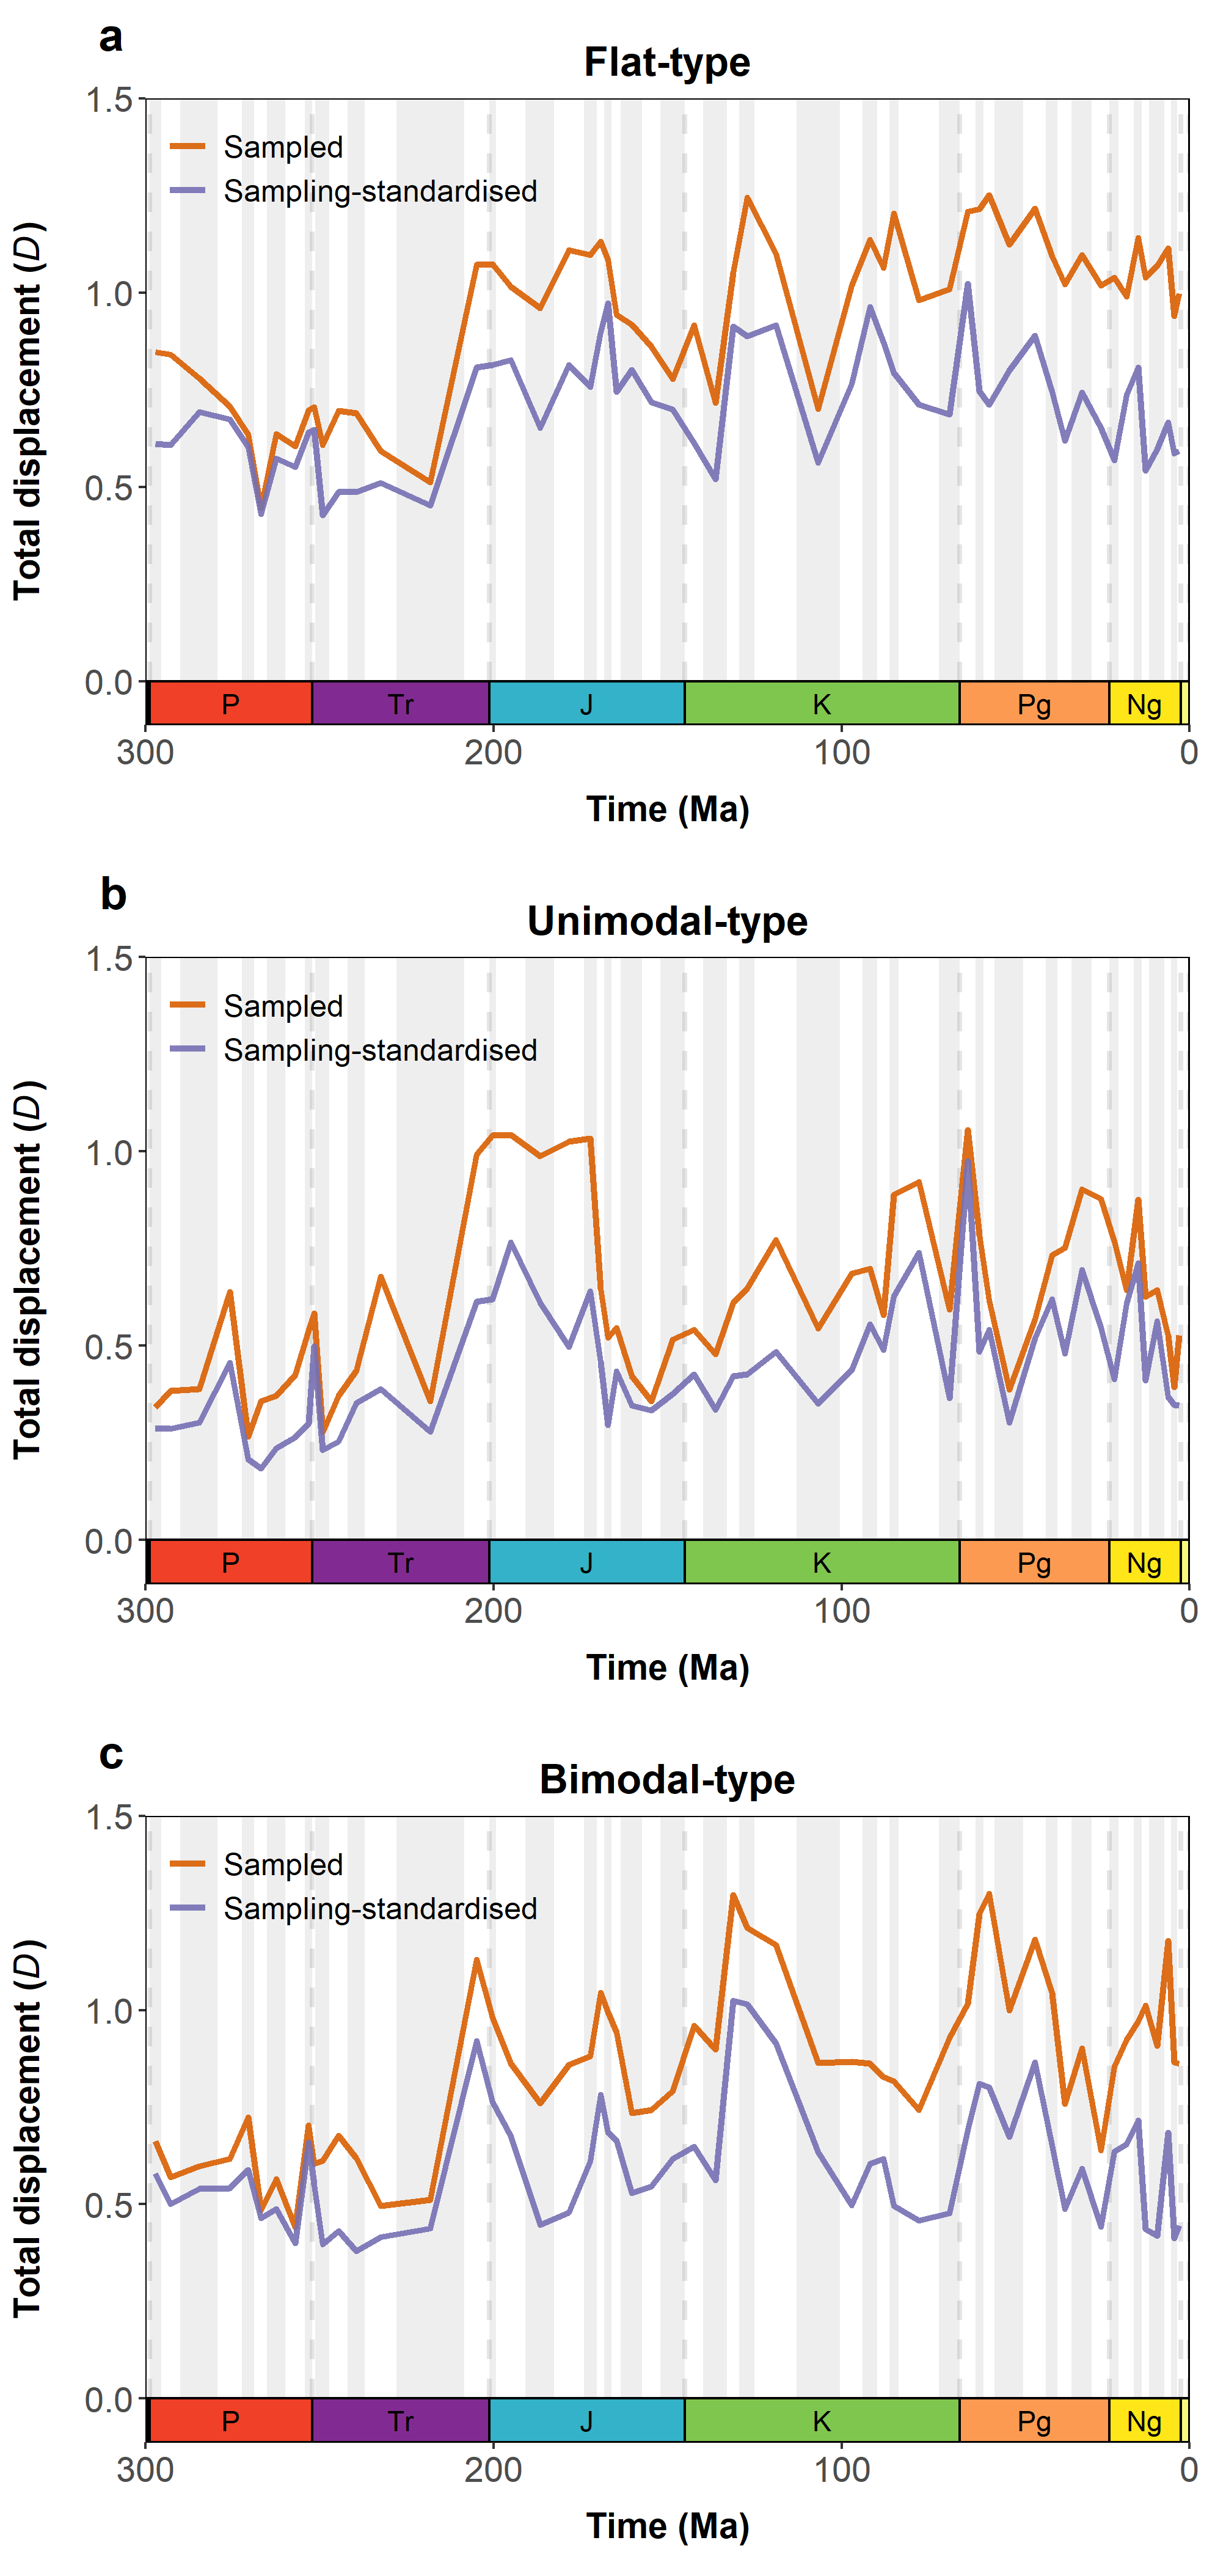 a
Flat-type
1.5
Sampled
Sampling-standardised
1.0
0.5
0.0
Total displacement (D)
P Tr J K Pg Ng
300 200 100 0
Time (Ma)
b
Unimodal-type
1.5
Sampled
Sampling-standardised
1.0
0.5
0.0
Total displacement (D)
P Tr J K Pg Ng
300 200 100 0
Time (Ma)
c
Bimodal-type
1.5
Sampled
Sampling-standardised
1.0
0.5
0.0
Total displacement (D)
P Tr J K Pg Ng
300 200 100 0
Time (Ma)